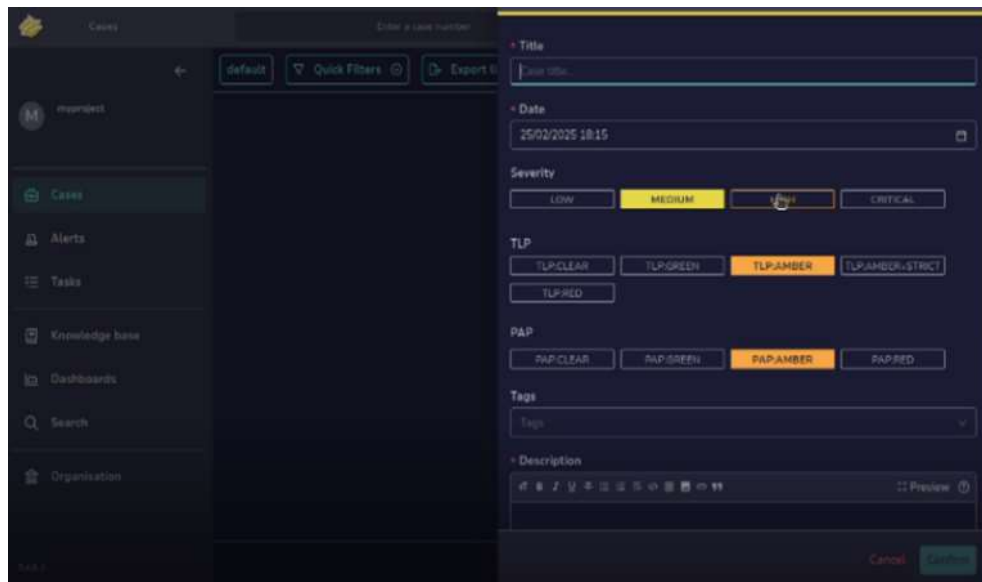 Cases
Enter a case number
default
Quick Filters
Export
M
Cases
Alerts
Tasks
Knowledge base
Dashboards
Search
Organisation
* Title
Case title...
* Date
25/02/2025 18:15
Severity
LOW MEDIUM CRITICAL
TLP
TLP:CLEAR TLP:GREEN TLP:AMBER TLP:AMBER+STRICT
TLP:RED
PAP
PAP:CLEAR PAP:GREEN PAP:AMBER PAP:RED
Tags
Tags
* Description
B I U Preview
Cancel Confirm